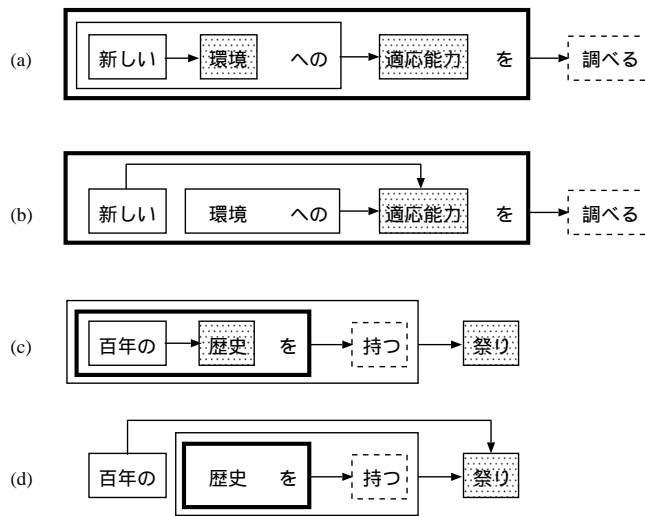 (a) 新しい 環境 への 適応能力 を 調べる
(b) 新しい 環境 への 適応能力 を 調べる
(c) 百年の 歴史 を 持つ 祭り
(d) 百年の 歴史 を 持つ 祭り